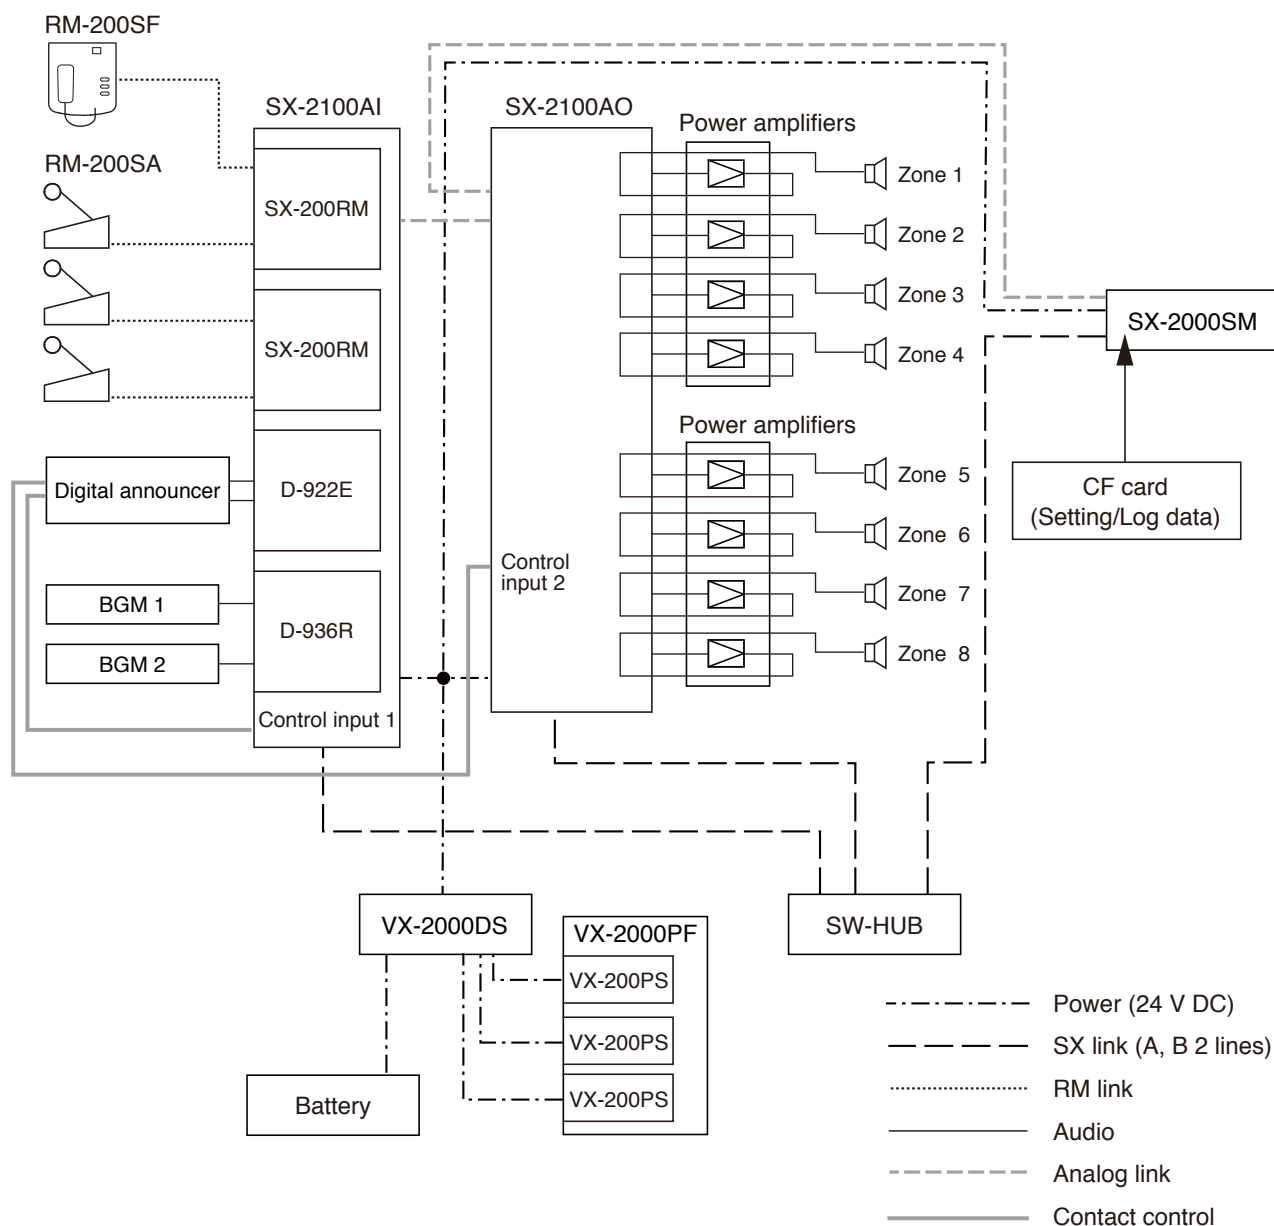 RM-200SF
SX-2100AI
SX-2100AO
Power amplifiers
RM-200SA
SX-200RM
Zone 1
Zone 2
Zone 3
Zone 4
SX-2000SM
SX-200RM
Power amplifiers
Digital announcer
D-922E
Zone 5
Zone 6
Zone 7
Zone 8
CF card
(Setting/Log data)
Control
input 2
BGM 1
BGM 2
D-936R
Control input 1
VX-2000DS
VX-2000PF
VX-200PS
VX-200PS
VX-200PS
SW-HUB
Battery
Power (24 V DC)
SX link (A, B 2 lines)
RM link
Audio
Analog link
Contact control